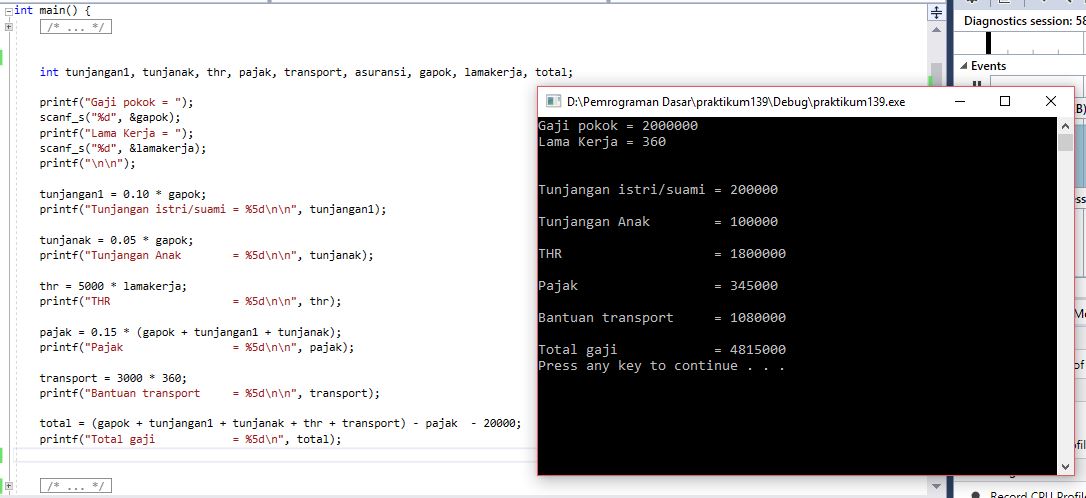 int main() {
/* ... */
int tunjangan1, tunjanak, thr, pajak, transport, asuransi, gapok, lamakerja, total;
printf("Gaji pokok = ");
scanf_s("%d", &gapok);
printf("Lama Kerja = ");
scanf_s("%d", &lamakerja);
printf("\n\n");
tunjangan1 = 0.10 * gapok;
printf("Tunjangan istri/suami = %5d\n\n", tunjangan1);
tunjanak = 0.05 * gapok;
printf("Tunjangan Anak = %5d\n\n", tunjanak);
thr = 5000 * lamakerja;
printf("THR = %5d\n\n", thr);
pajak = 0.15 * (gapok + tunjangan1 + tunjanak);
printf("Pajak = %5d\n\n", pajak);
transport = 3000 * 360;
printf("Bantuan transport = %5d\n\n", transport);
total = (gapok + tunjangan1 + tunjanak + thr + transport) - pajak - 20000;
printf("Total gaji = %5d\n", total);
/* ... */
Diagnostics session: 58
Events
D:\Pemrograman Dasar\praktikum139\Debug\praktikum139.exe
Gaji pokok = 2000000
Lama Kerja = 360
Tunjangan istri/suami = 200000
Tunjangan Anak = 100000
THR = 1800000
Pajak = 345000
Bantuan transport = 1080000
Total gaji = 4815000
Press any key to continue . . .
B)
ess
Me
of
fil
Record CPU Profile